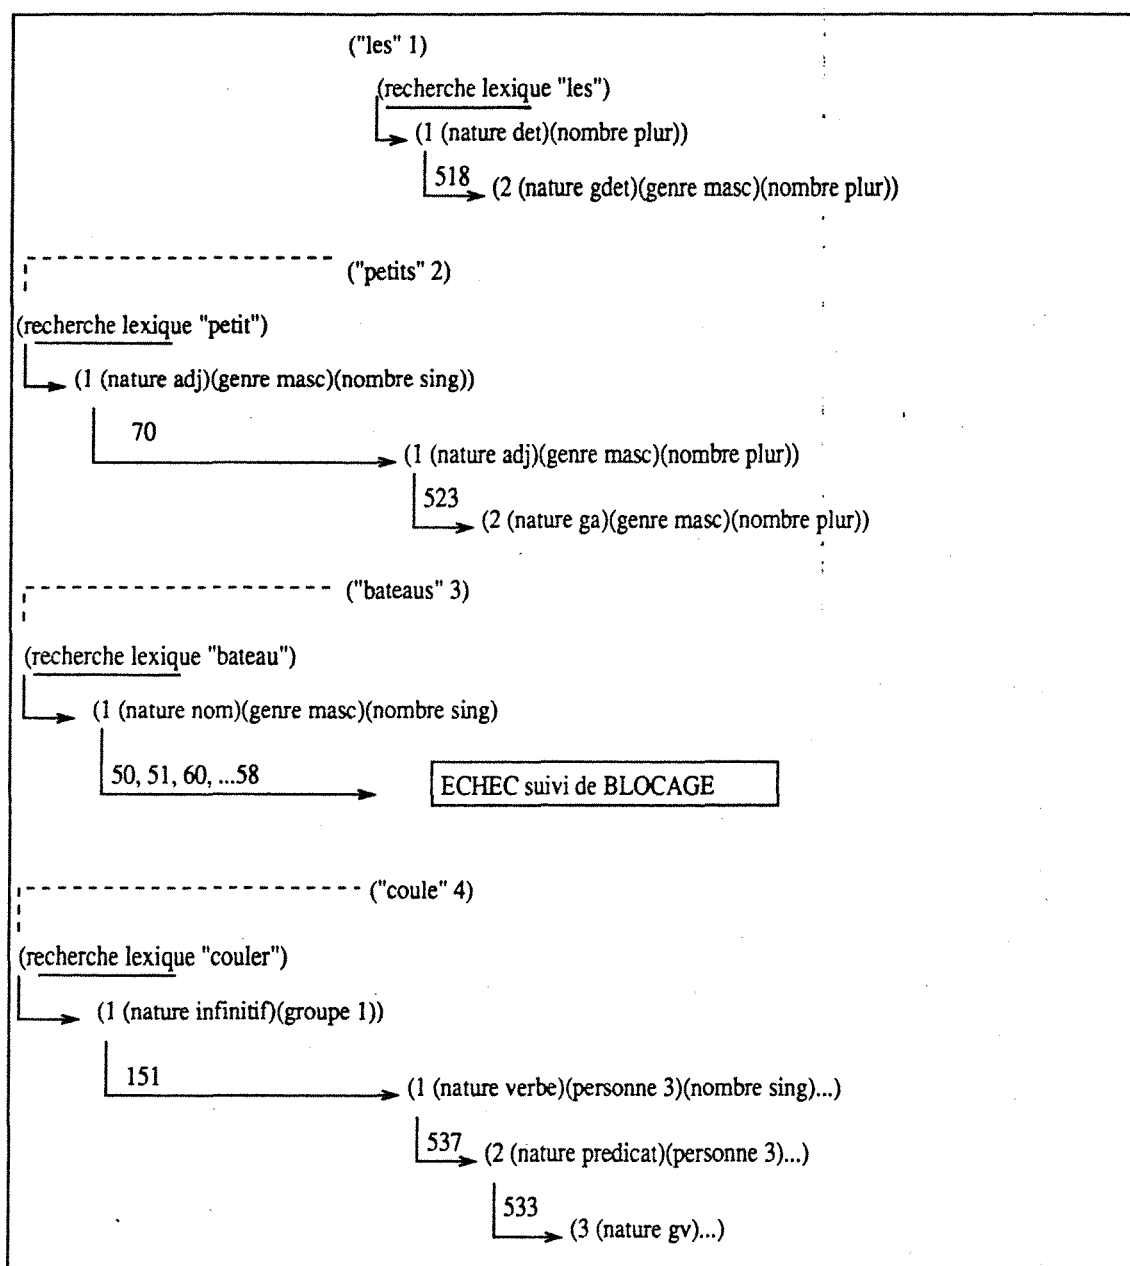 ("les" 1)
(recherche lexique "les")
(1 (nature det)(nombre plur))
518
(2 (nature gdet)(genre masc)(nombre plur))
("petits" 2)
(recherche lexique "petit")
(1 (nature adj)(genre masc)(nombre sing))
70
(1 (nature adj)(genre masc)(nombre plur))
523
(2 (nature ga)(genre masc)(nombre plur))
("bateaus" 3)
(recherche lexique "bateau")
(1 (nature nom)(genre masc)(nombre sing)
50, 51, 60, ...58
ECHEC suivi de BLOCAGE
("coule" 4)
(recherche lexique "couler")
(1 (nature infinitif)(groupe 1))
151
(1 (nature verbe)(personne 3)(nombre sing)...)
537
(2 (nature predicat)(personne 3)...)
533
(3 (nature gv)...)